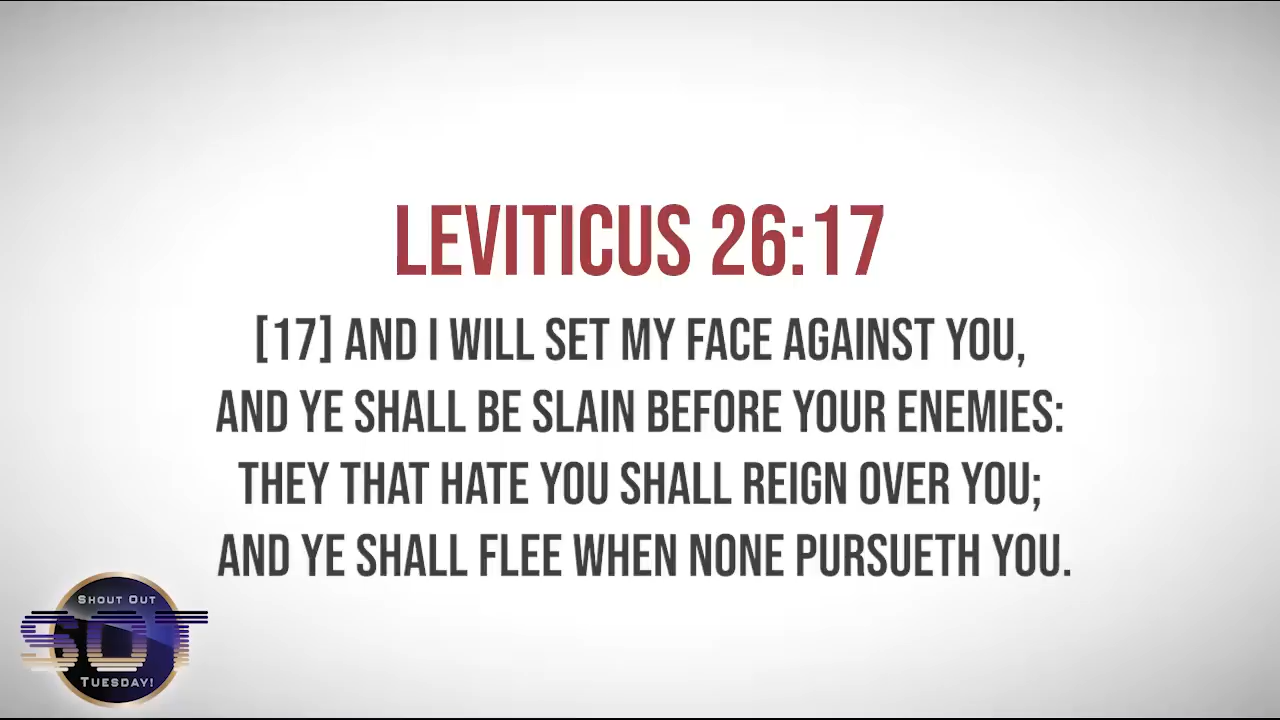 LEVITICUS 26:17
[17] AND I WILL SET MY FACE AGAINST YOU,
AND YE SHALL BE SLAIN BEFORE YOUR ENEMIES:
THEY THAT HATE YOU SHALL REIGN OVER YOU;
AND YE SHALL FLEE WHEN NONE PURSUETH YOU.
SHOUT OUT
SOT
TUESDAY!